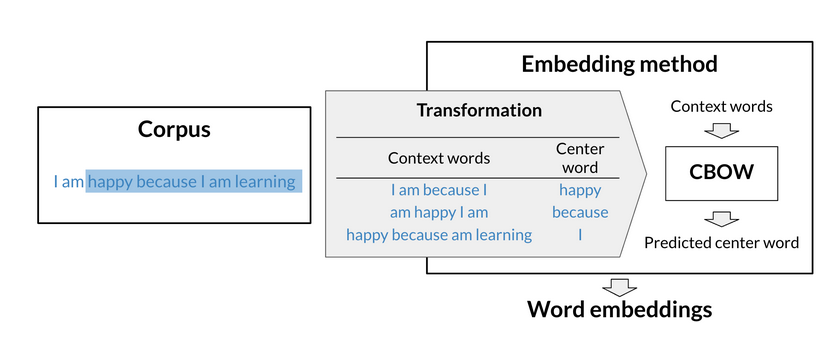 Corpus
I am happy because I am learning
Embedding method
Transformation
Context words
Center
word
I am because I
happy
am happy I am
because
happy because am learning
I
Context words
CBOW
Predicted center word
Word embeddings